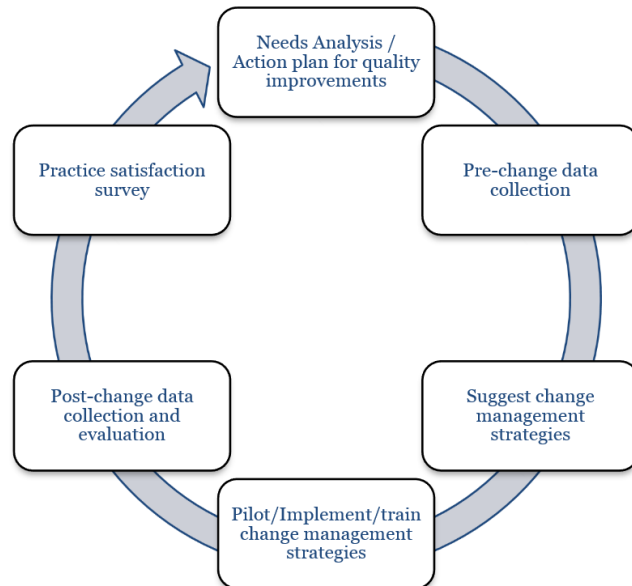 Needs Analysis /
Action plan for quality
improvements
Pre-change data
collection
Suggest change
management
strategies
Pilot/Implement/train
change management
strategies
Post-change data
collection and
evaluation
Practice satisfaction
survey